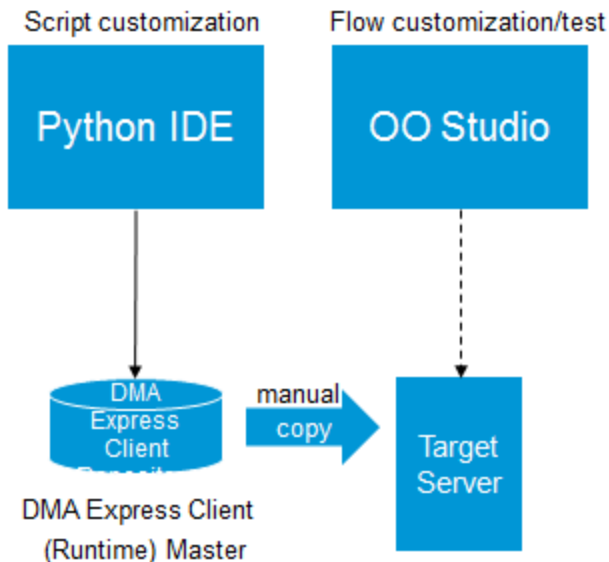 Script customization
Flow customization/test
Python IDE
OO Studio
DMA
Express
Client
manual
copy
Target
Server
DMA Express Client
(Runtime) Master